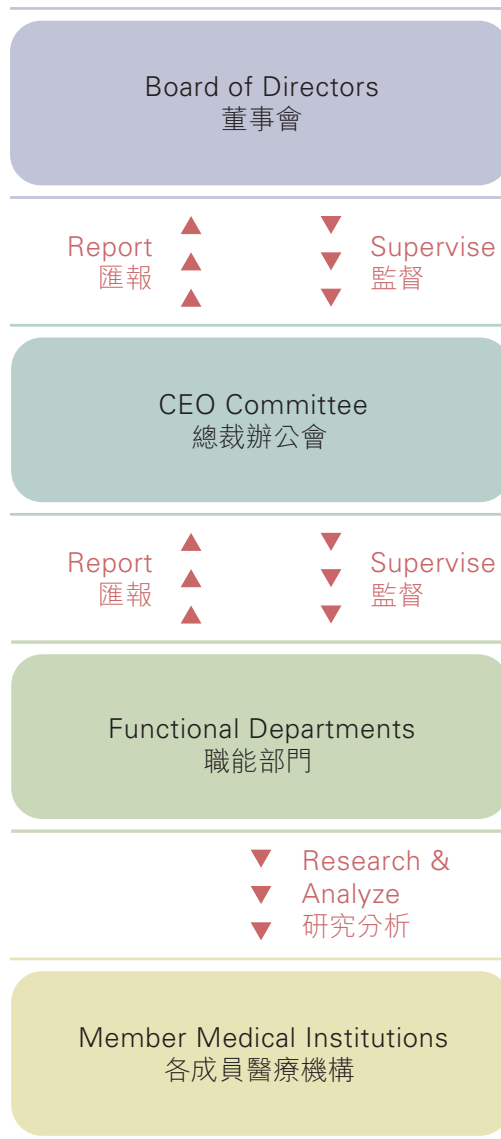 Board of Directors
董事會
Report
匯報
Supervise
監督
CEO Committee
總裁辦公會
Report
匯報
Supervise
監督
Functional Departments
職能部門
Research &
Analyze
研究分析
Member Medical Institutions
各成員醫療機構